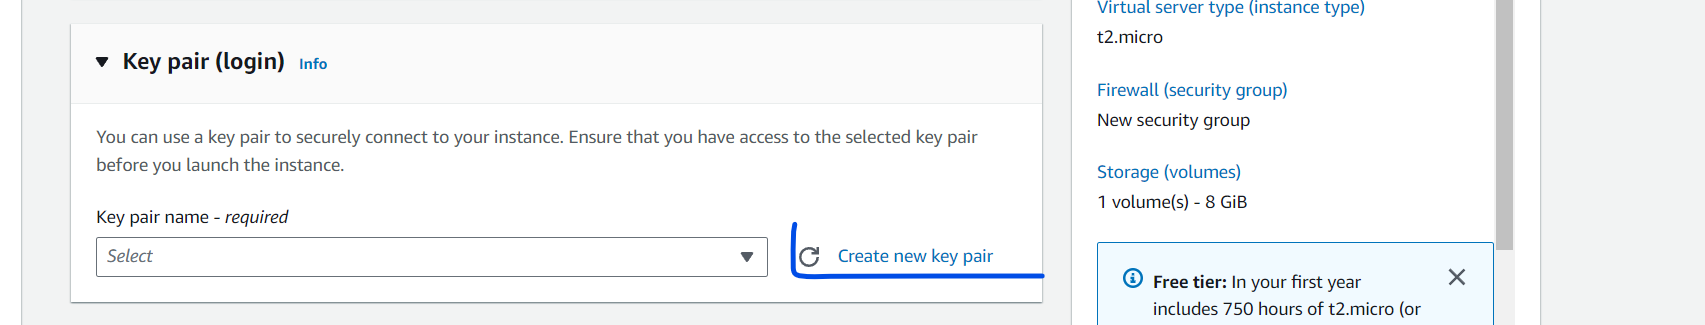 Key pair (login) Info
You can use a key pair to securely connect to your instance. Ensure that you have access to the selected key pair
before you launch the instance.
Key pair name - required
Select
Create new key pair
Virtual server type (instance type)
t2.micro
Firewall (security group)
New security group
Storage (volumes)
1 volume(s) - 8 GiB
Free tier: In your first year
includes 750 hours of t2.micro (or